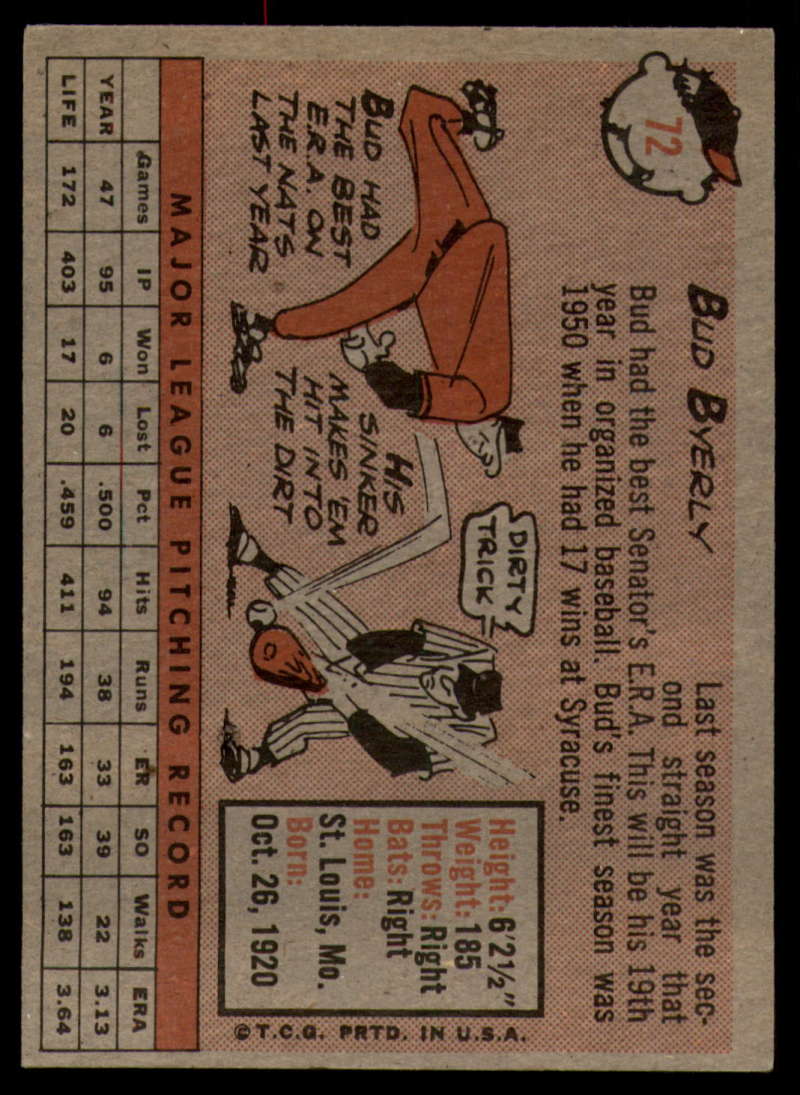 72
BUD BYERLY
Last season was the sec-
ond straight year that
Bud had the best Senator's E.R.A. This will be his 19th
year in organized baseball. Bud's finest season was
1950 when he had 17 wins at Syracuse.
BUD HAD
THE BEST
E.R.A. ON
THE NATS
LAST YEAR
HIS
SINKER
MAKES 'EM
HIT INTO
THE DIRT
DIRTY
TRICK
Height: 6'2½"
Weight: 185
Throws: Right
Bats: Right
Home:
St. Louis, Mo.
Born:
Oct. 26, 1920
©T.C.G. PRTD. IN U.S.A.
MAJOR LEAGUE PITCHING RECORD
Games IP Won Lost Pct Hits Runs ER SO Walks ERA
YEAR 47 95 6 6 .500 94 38 33 39 22 3.13
LIFE 172 403 17 20 .459 411 194 163 163 138 3.64